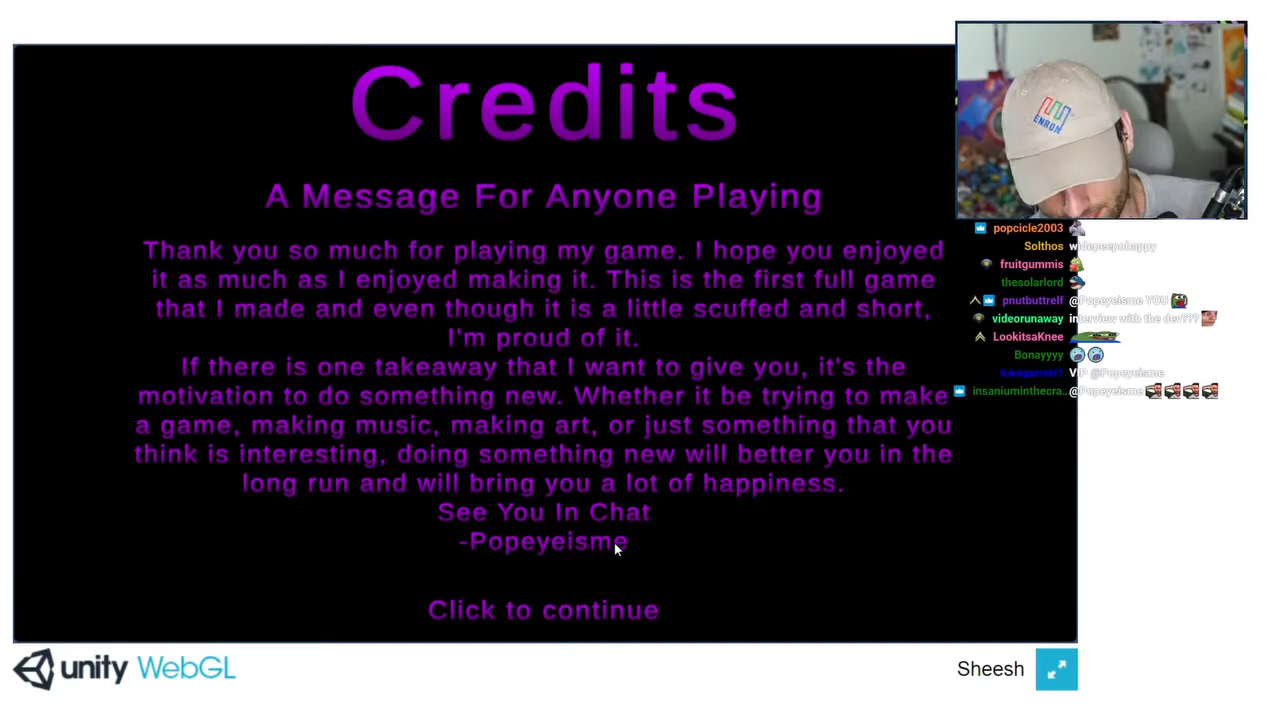 Credits
A Message For Anyone Playing
Thank you so much for playing my game. I hope you enjoyed
it as much as I enjoyed making it. This is the first full game
that I made and even though it is a little scuffed and short,
I'm proud of it.
If there is one takeaway that I want to give you, it's the
motivation to do something new. Whether it be trying to make
a game, making music, making art, or just something that you
think is interesting, doing something new will better you in the
long run and will bring you a lot of happiness.
See You In Chat
-Popeyeisme
Click to continue
unity WebGL
Sheesh
ENRON
popcicle2003
Solthos widepeepohappy
fruitgummis
thesolarlord
pnutbuttrelf @Popeyeisme YOU
videorunaway interview with the dev???
LookitsaKnee
Bonayyyy
VIP @Popeyeisme
insaniuminthecra... @Popeyeisme